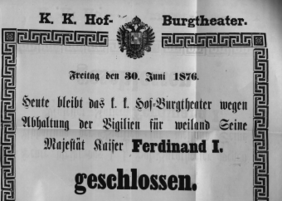 K. K. Hof-Burgtheater.
Freitag den 30. Juni 1876.
Heute bleibt das k. k. Hof-Burgtheater wegen
Abhaltung der Vigilien für weiland Seine
Majestät Kaiser Ferdinand I.
geschlossen.